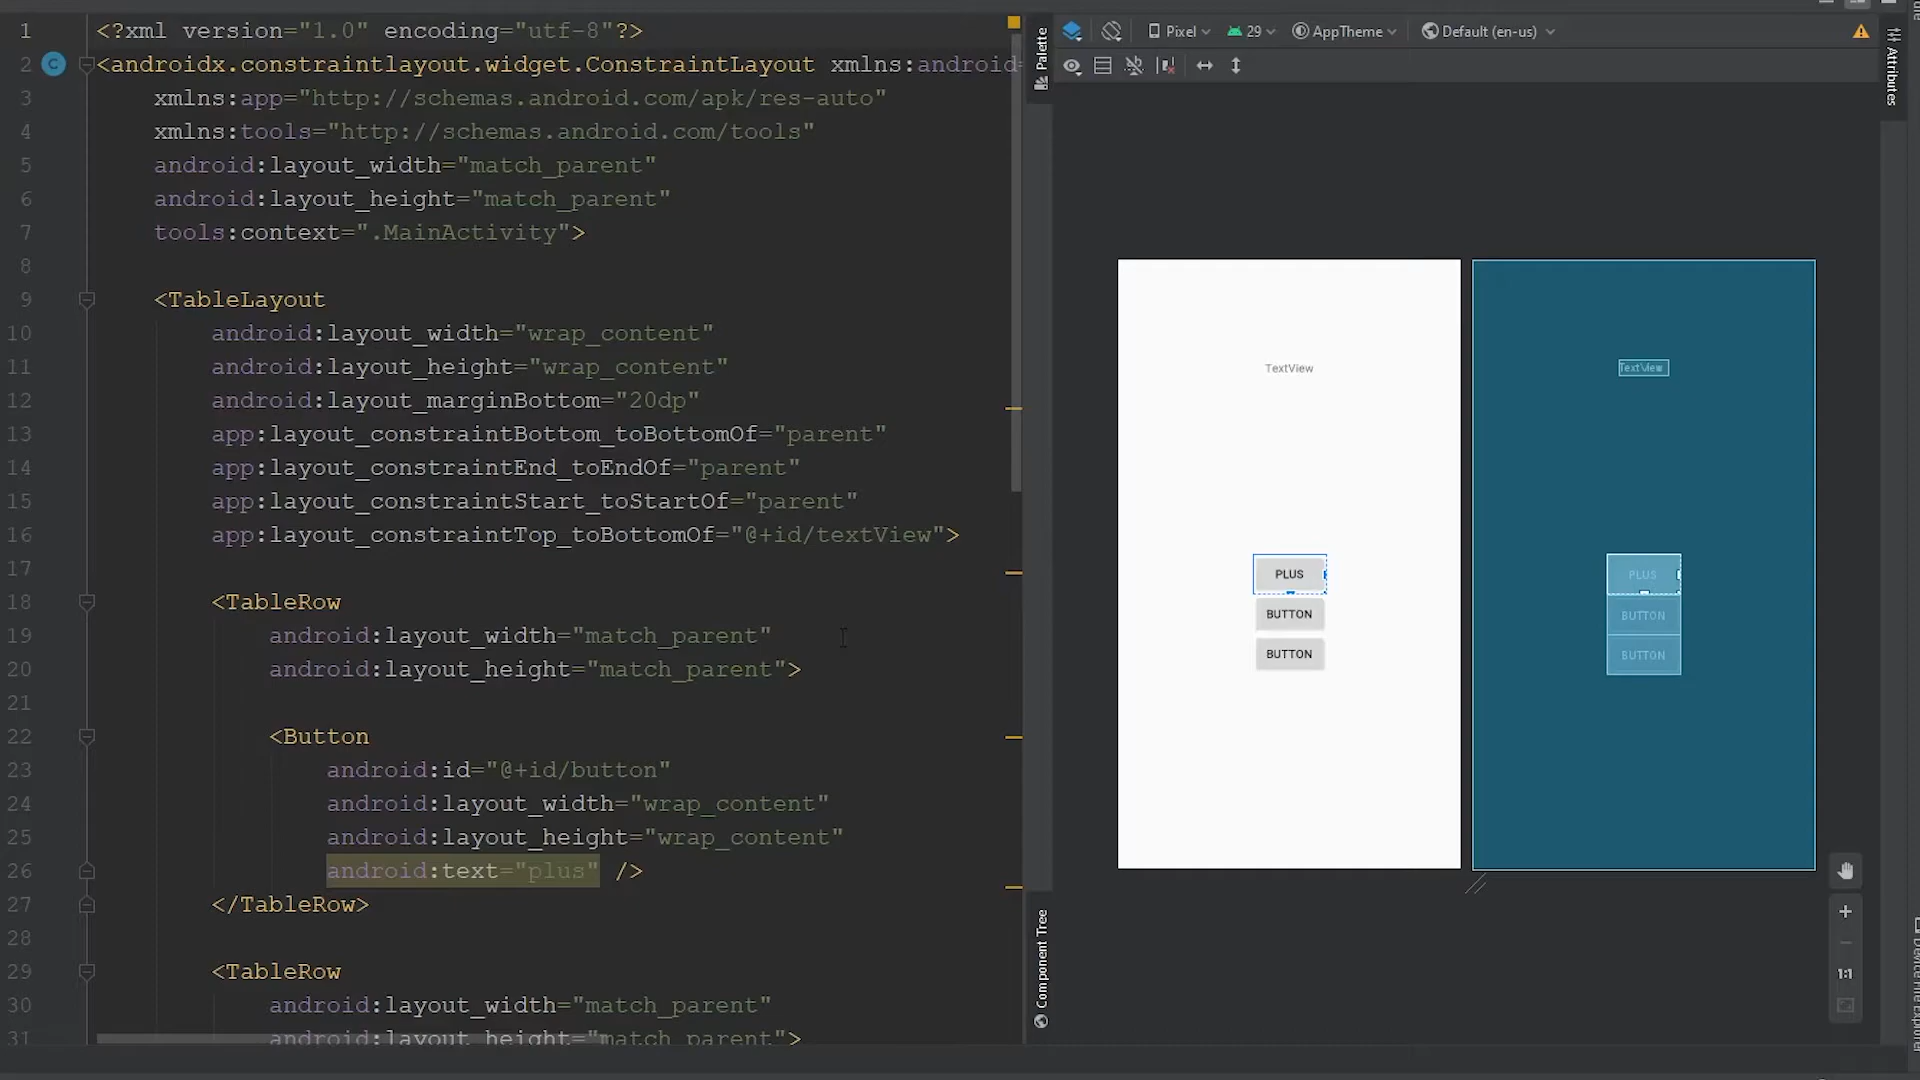 1 <?xml version="1.0" encoding="utf-8"?>
2 C <androidx.constraintlayout.widget.ConstraintLayout xmlns:android=
3 xmlns:app="http://schemas.android.com/apk/res-auto"
4 xmlns:tools="http://schemas.android.com/tools"
5 android:layout_width="match_parent"
6 android:layout_height="match_parent"
7 tools:context=".MainActivity">
8
9 <TableLayout
10 android:layout_width="wrap_content"
11 android:layout_height="wrap_content"
12 android:layout_marginBottom="20dp"
13 app:layout_constraintBottom_toBottomOf="parent"
14 app:layout_constraintEnd_toEndOf="parent"
15 app:layout_constraintStart_toStartOf="parent"
16 app:layout_constraintTop_toBottomOf="@+id/textView">
17
18 <TableRow
19 android:layout_width="match_parent"
20 android:layout_height="match_parent">
21
22 <Button
23 android:id="@+id/button"
24 android:layout_width="wrap_content"
25 android:layout_height="wrap_content"
26 android:text="plus" />
27 </TableRow>
28
29 <TableRow
30 android:layout_width="match_parent"
31 android:layout_height="match_parent">
Palette
Component Tree
Pixel 29 AppTheme Default (en-us)
TextView
PLUS
BUTTON
BUTTON
TextView
PLUS
BUTTON
BUTTON
1:1
Attributes
Device File Explorer